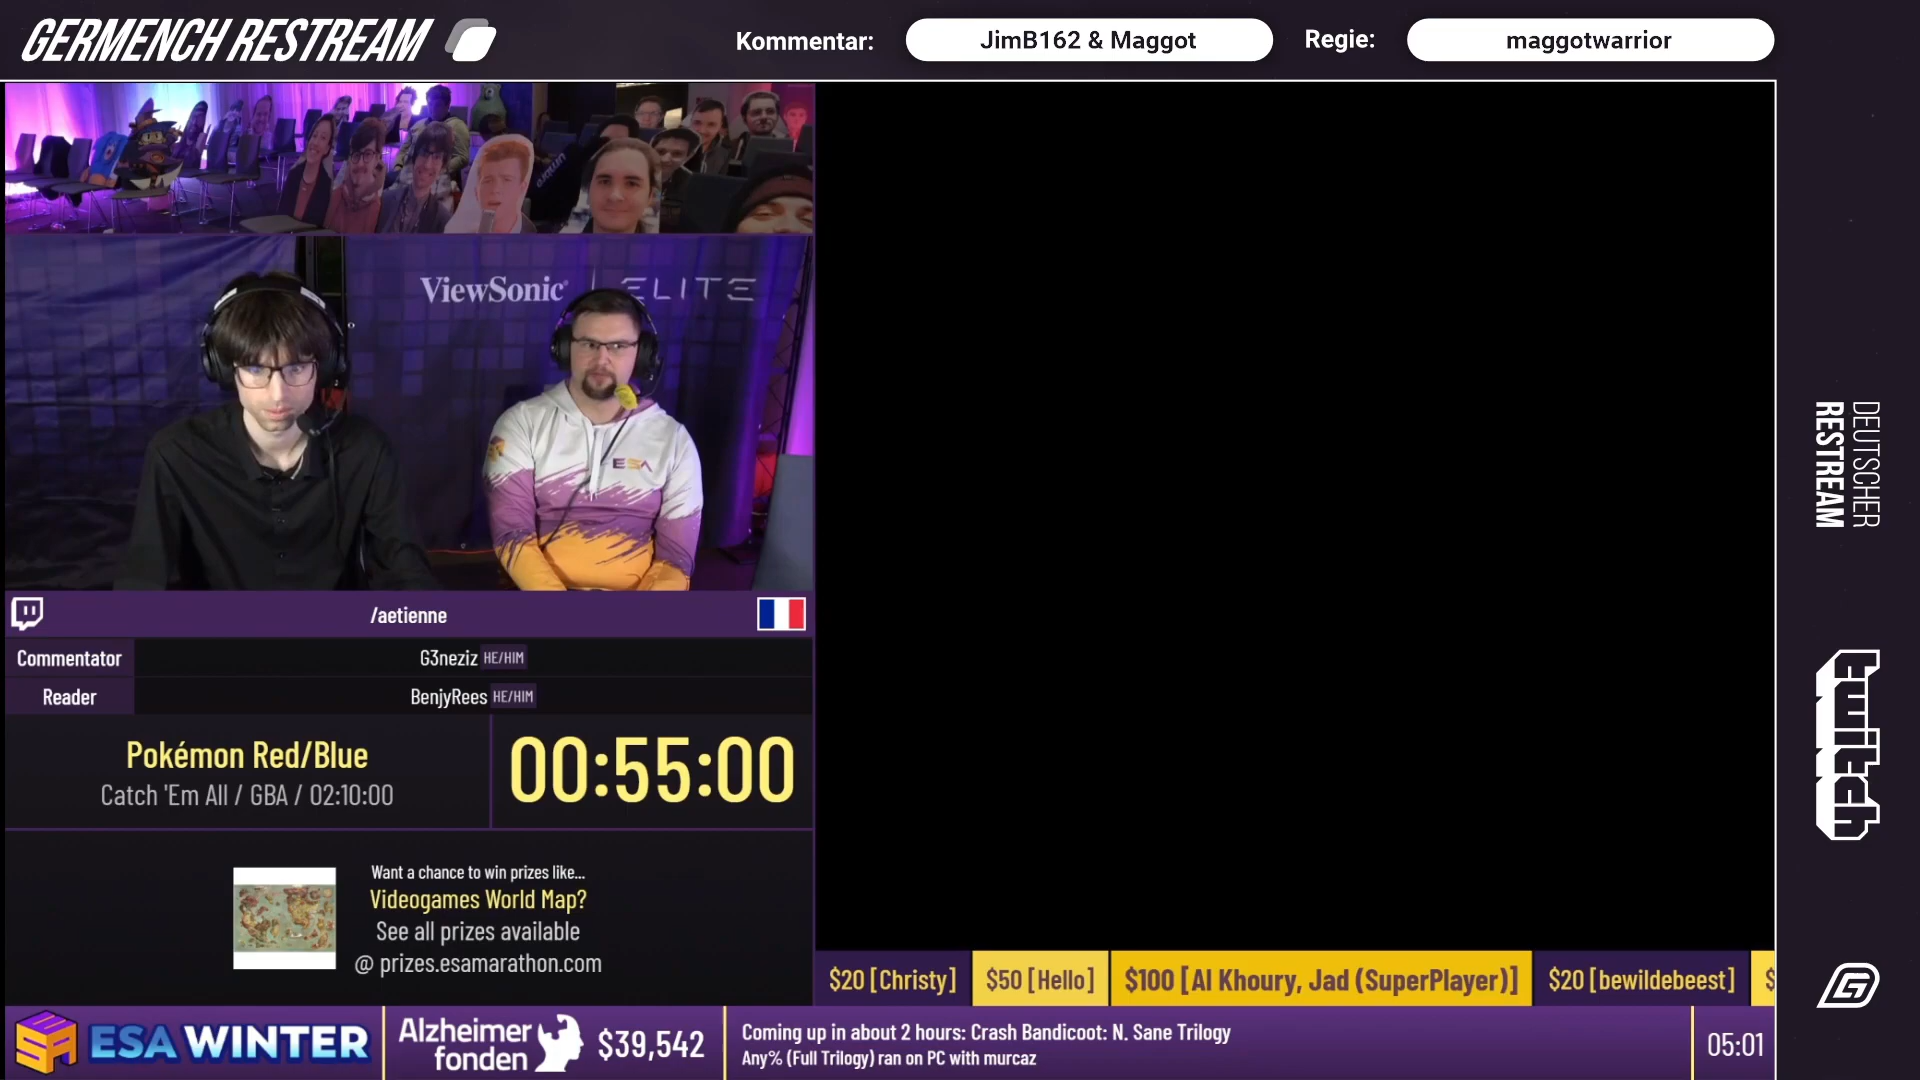 GERMENCH RESTREAM
Kommentar:
JimB162 & Maggot
Regie:
maggotwarrior
ViewSonic
ELITE
ESA
/aetienne
Commentator
G3neziz HE/HIM
Reader
BenjyRees HE/HIM
Pokémon Red/Blue
Catch 'Em All / GBA / 02:10:00
00:55:00
Want a chance to win prizes like...
Videogames World Map?
See all prizes available
@ prizes.esamarathon.com
$20 [Christy]
$50 [Hello]
$100 [Al Khoury, Jad (SuperPlayer)]
$20 [bewildebeest]
$
ESA WINTER
Alzheimer
fonden
$39,542
Coming up in about 2 hours: Crash Bandicoot: N. Sane Trilogy
Any% (Full Trilogy) ran on PC with murcaz
05:01
DEUTSCHER
RESTREAM
twitch